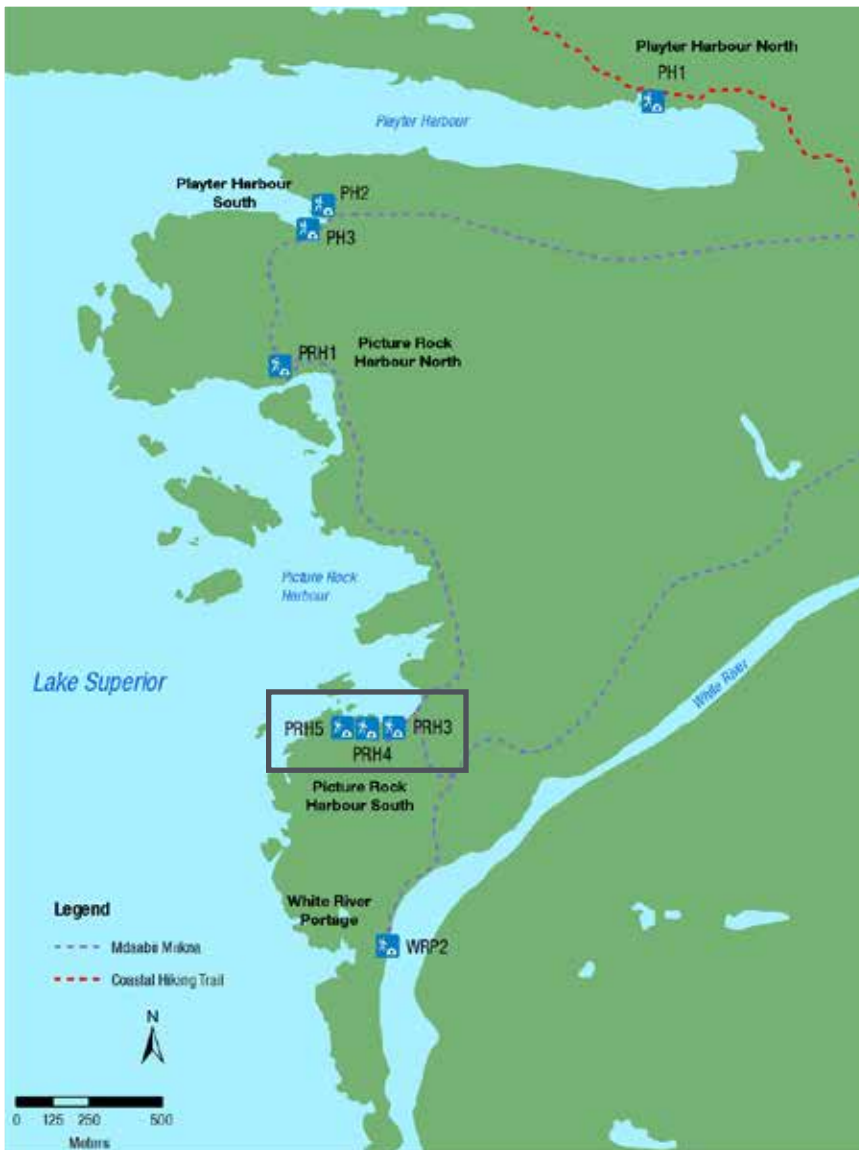 Playter Harbour North
PH1
Playter Harbour
Playter Harbour
South
PH2
PH3
PRH1
Picture Rock
Harbour North
Picture Rock
Harbour
Lake Superior
White River
PRH5
PRH4
PRH3
Picture Rock
Harbour South
White River
Portage
WRP2
Legend
Mdaabii Miikna
Coastal Hiking Trail
N
0 125 250 500
Meters